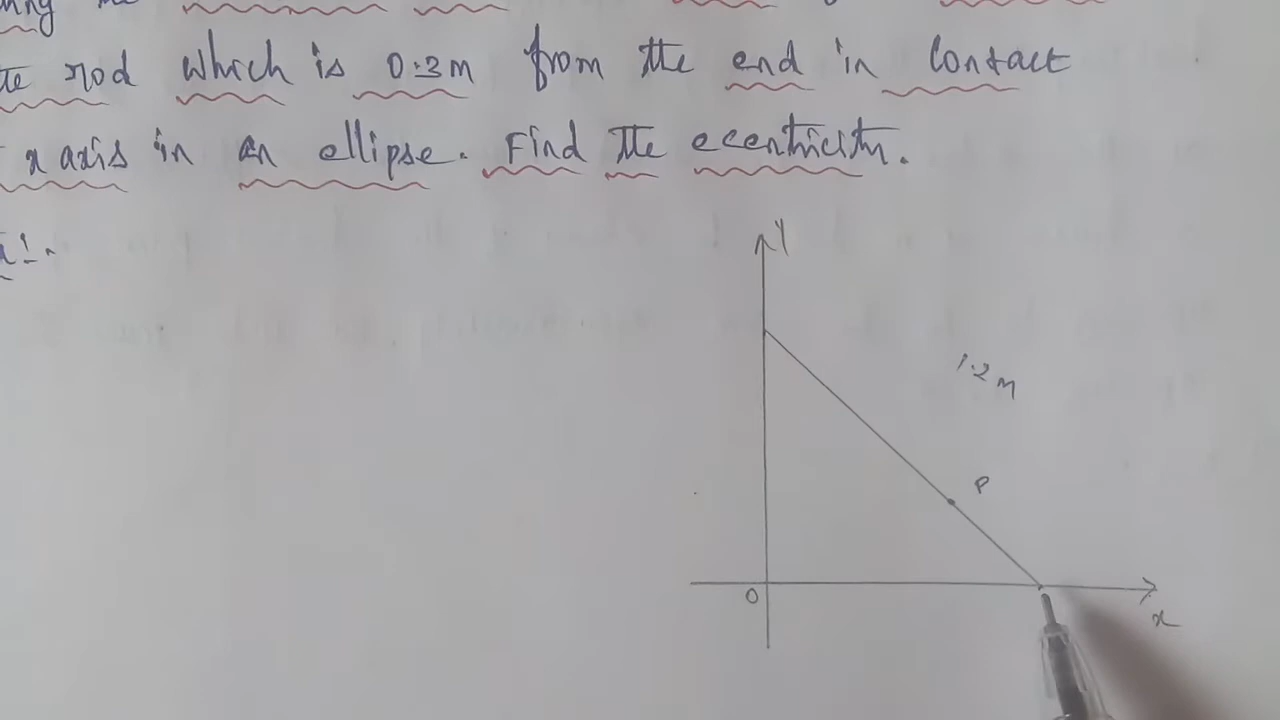 the
rod which is 0.3m from the end in contact
x axis in an ellipse. Find the eccentricity.
Y
1.2 m
P
O
x